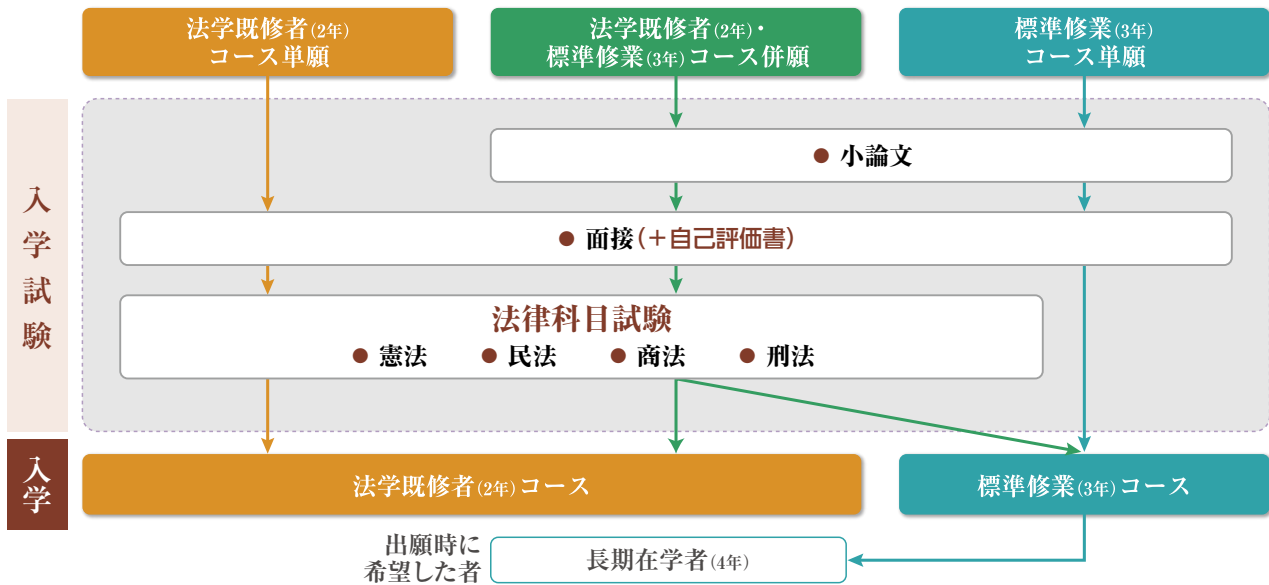 法学既修者(2年)
コース単願
法学既修者(2年)・
標準修業(3年)コース併願
標準修業(3年)
コース単願
入学試験
● 小論文
● 面接(＋自己評価書)
法律科目試験
● 憲法 ● 民法 ● 商法 ● 刑法
入学
法学既修者(2年)コース
標準修業(3年)コース
出願時に
希望した者
長期在学者(4年)